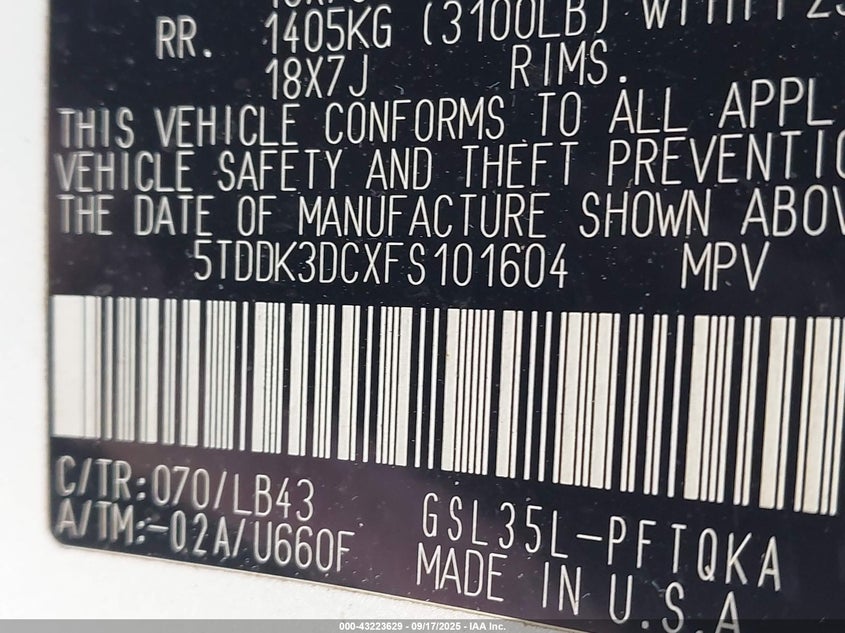 RR. 1405KG (3100LB) WITH P23
18X7J RIMS.
THIS VEHICLE CONFORMS TO ALL APPL
VEHICLE SAFETY AND THEFT PREVENTIO
THE DATE OF MANUFACTURE SHOWN ABOV
5TDDK3DCXFS101604 MPV
C/TR:070/LB43
A/TM:-02A/U660F
GSL35L-PFTQKA
MADE IN U.S A
000-43223629 - 09/17/2025 - IAA Inc.